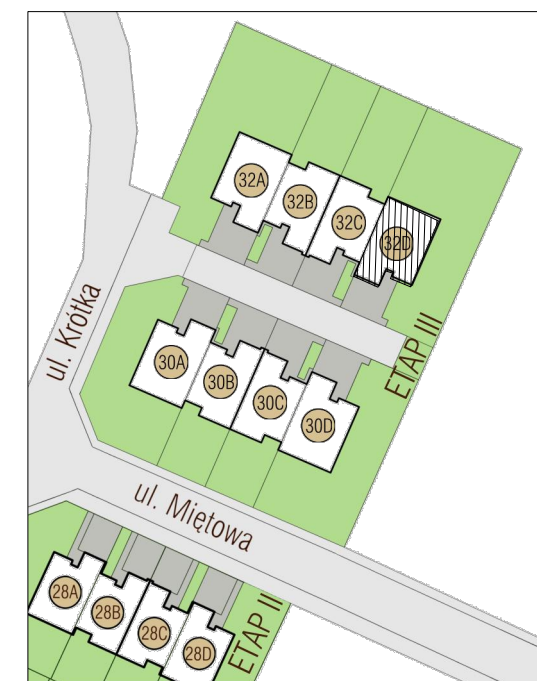 32A
32B
32C
32D
ul. Krótka
ETAP III
30A
30B
30C
30D
ul. Miętowa
28A
28B
28C
28D
ETAP II